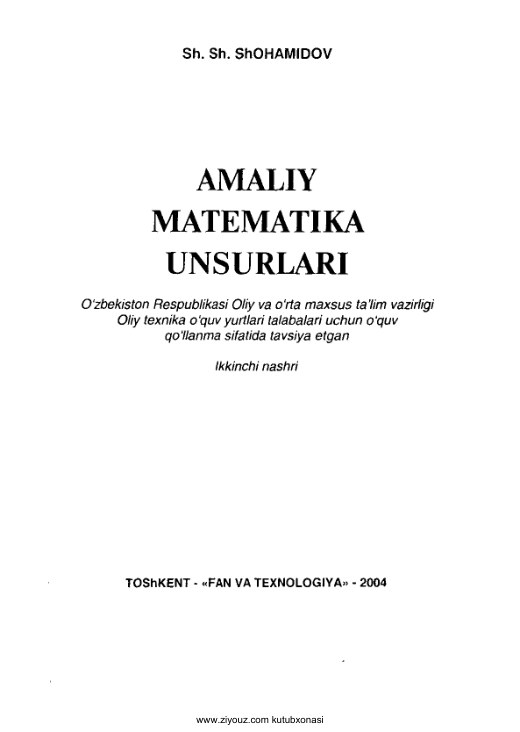 Sh. Sh. ShOHAMIDOV
AMALIY
MATEMATIKA
UNSURLARI
O'zbekiston Respublikasi Oliy va o'rta maxsus ta'lim vazirligi
Oliy texnika o'quv yurtlari talabalari uchun o'quv
qo'llanma sifatida tavsiya etgan
Ikkinchi nashri
TOShKENT - «FAN VA TEXNOLOGIYA» - 2004
www.ziyouz.com kutubxonasi